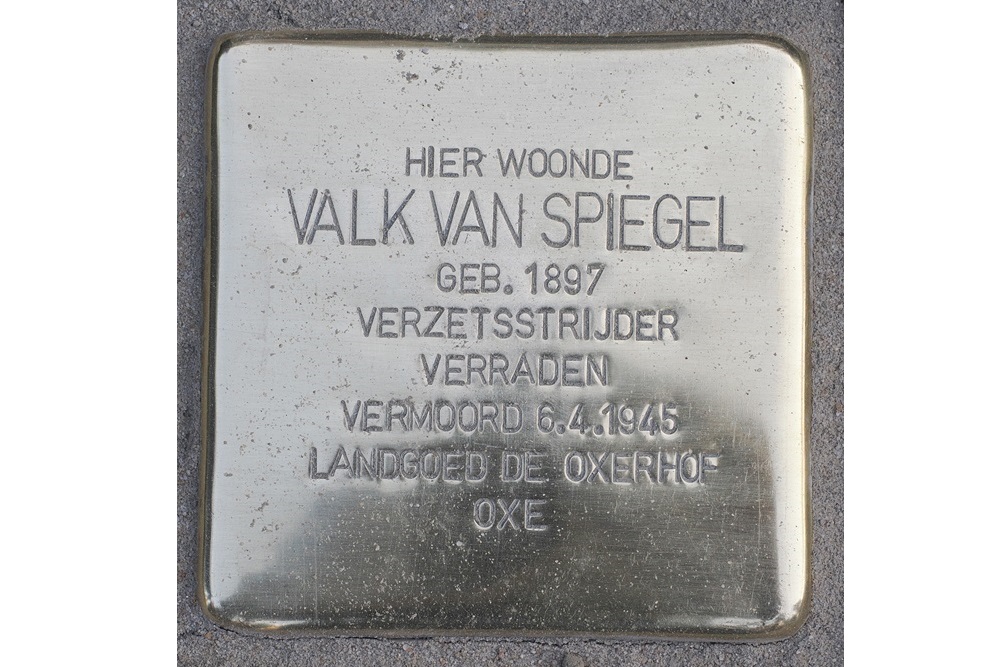 HIER WOONDE
VALK VAN SPIEGEL
GEB. 1897
VERZETSSTRIJDER
VERRADEN
VERMOORD 6.4.1945
LANDGOED DE OXERHOF
OXE